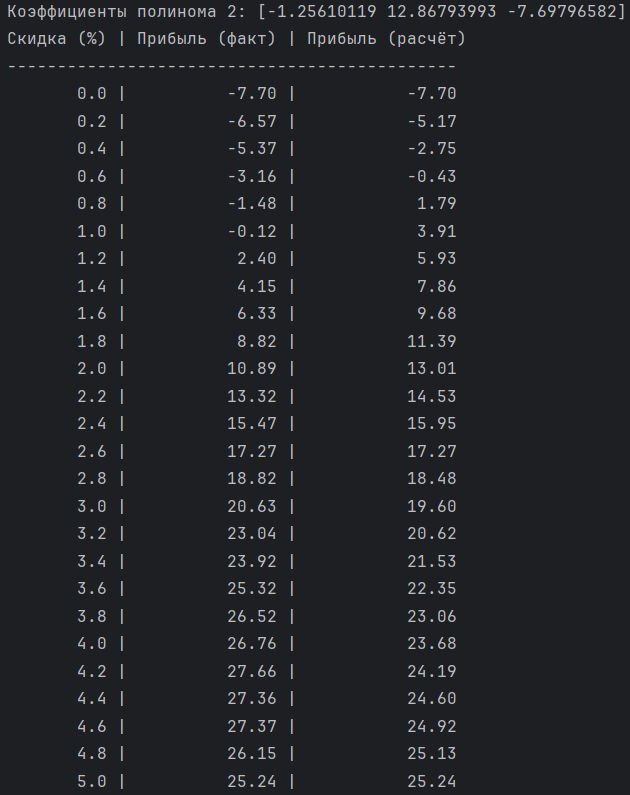 Коэффициенты полинома 2: [-1.25610119 12.86793993 -7.69796582]
Скидка (%) | Прибыль (факт) | Прибыль (расчёт)
---------------------------------------------
0.0 | -7.70 | -7.70
0.2 | -6.57 | -5.17
0.4 | -5.37 | -2.75
0.6 | -3.16 | -0.43
0.8 | -1.48 | 1.79
1.0 | -0.12 | 3.91
1.2 | 2.40 | 5.93
1.4 | 4.15 | 7.86
1.6 | 6.33 | 9.68
1.8 | 8.82 | 11.39
2.0 | 10.89 | 13.01
2.2 | 13.32 | 14.53
2.4 | 15.47 | 15.95
2.6 | 17.27 | 17.27
2.8 | 18.82 | 18.48
3.0 | 20.63 | 19.60
3.2 | 23.04 | 20.62
3.4 | 23.92 | 21.53
3.6 | 25.32 | 22.35
3.8 | 26.52 | 23.06
4.0 | 26.76 | 23.68
4.2 | 27.66 | 24.19
4.4 | 27.36 | 24.60
4.6 | 27.37 | 24.92
4.8 | 26.15 | 25.13
5.0 | 25.24 | 25.24